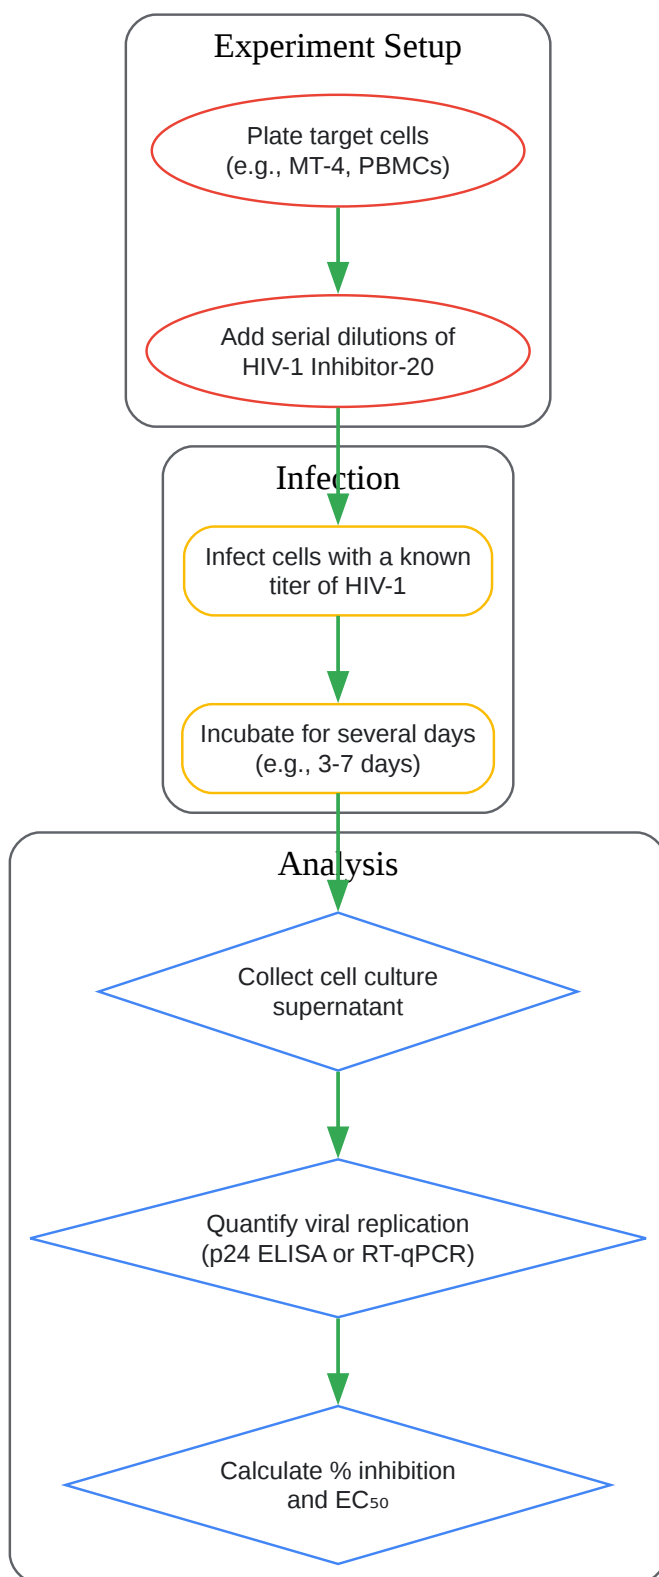 Experiment Setup
Plate target cells
(e.g., MT-4, PBMCs)
Add serial dilutions of
HIV-1 Inhibitor-20
Infection
Infect cells with a known
titer of HIV-1
Incubate for several days
(e.g., 3-7 days)
Analysis
Collect cell culture
supernatant
Quantify viral replication
(p24 ELISA or RT-qPCR)
Calculate % inhibition
and EC₅₀